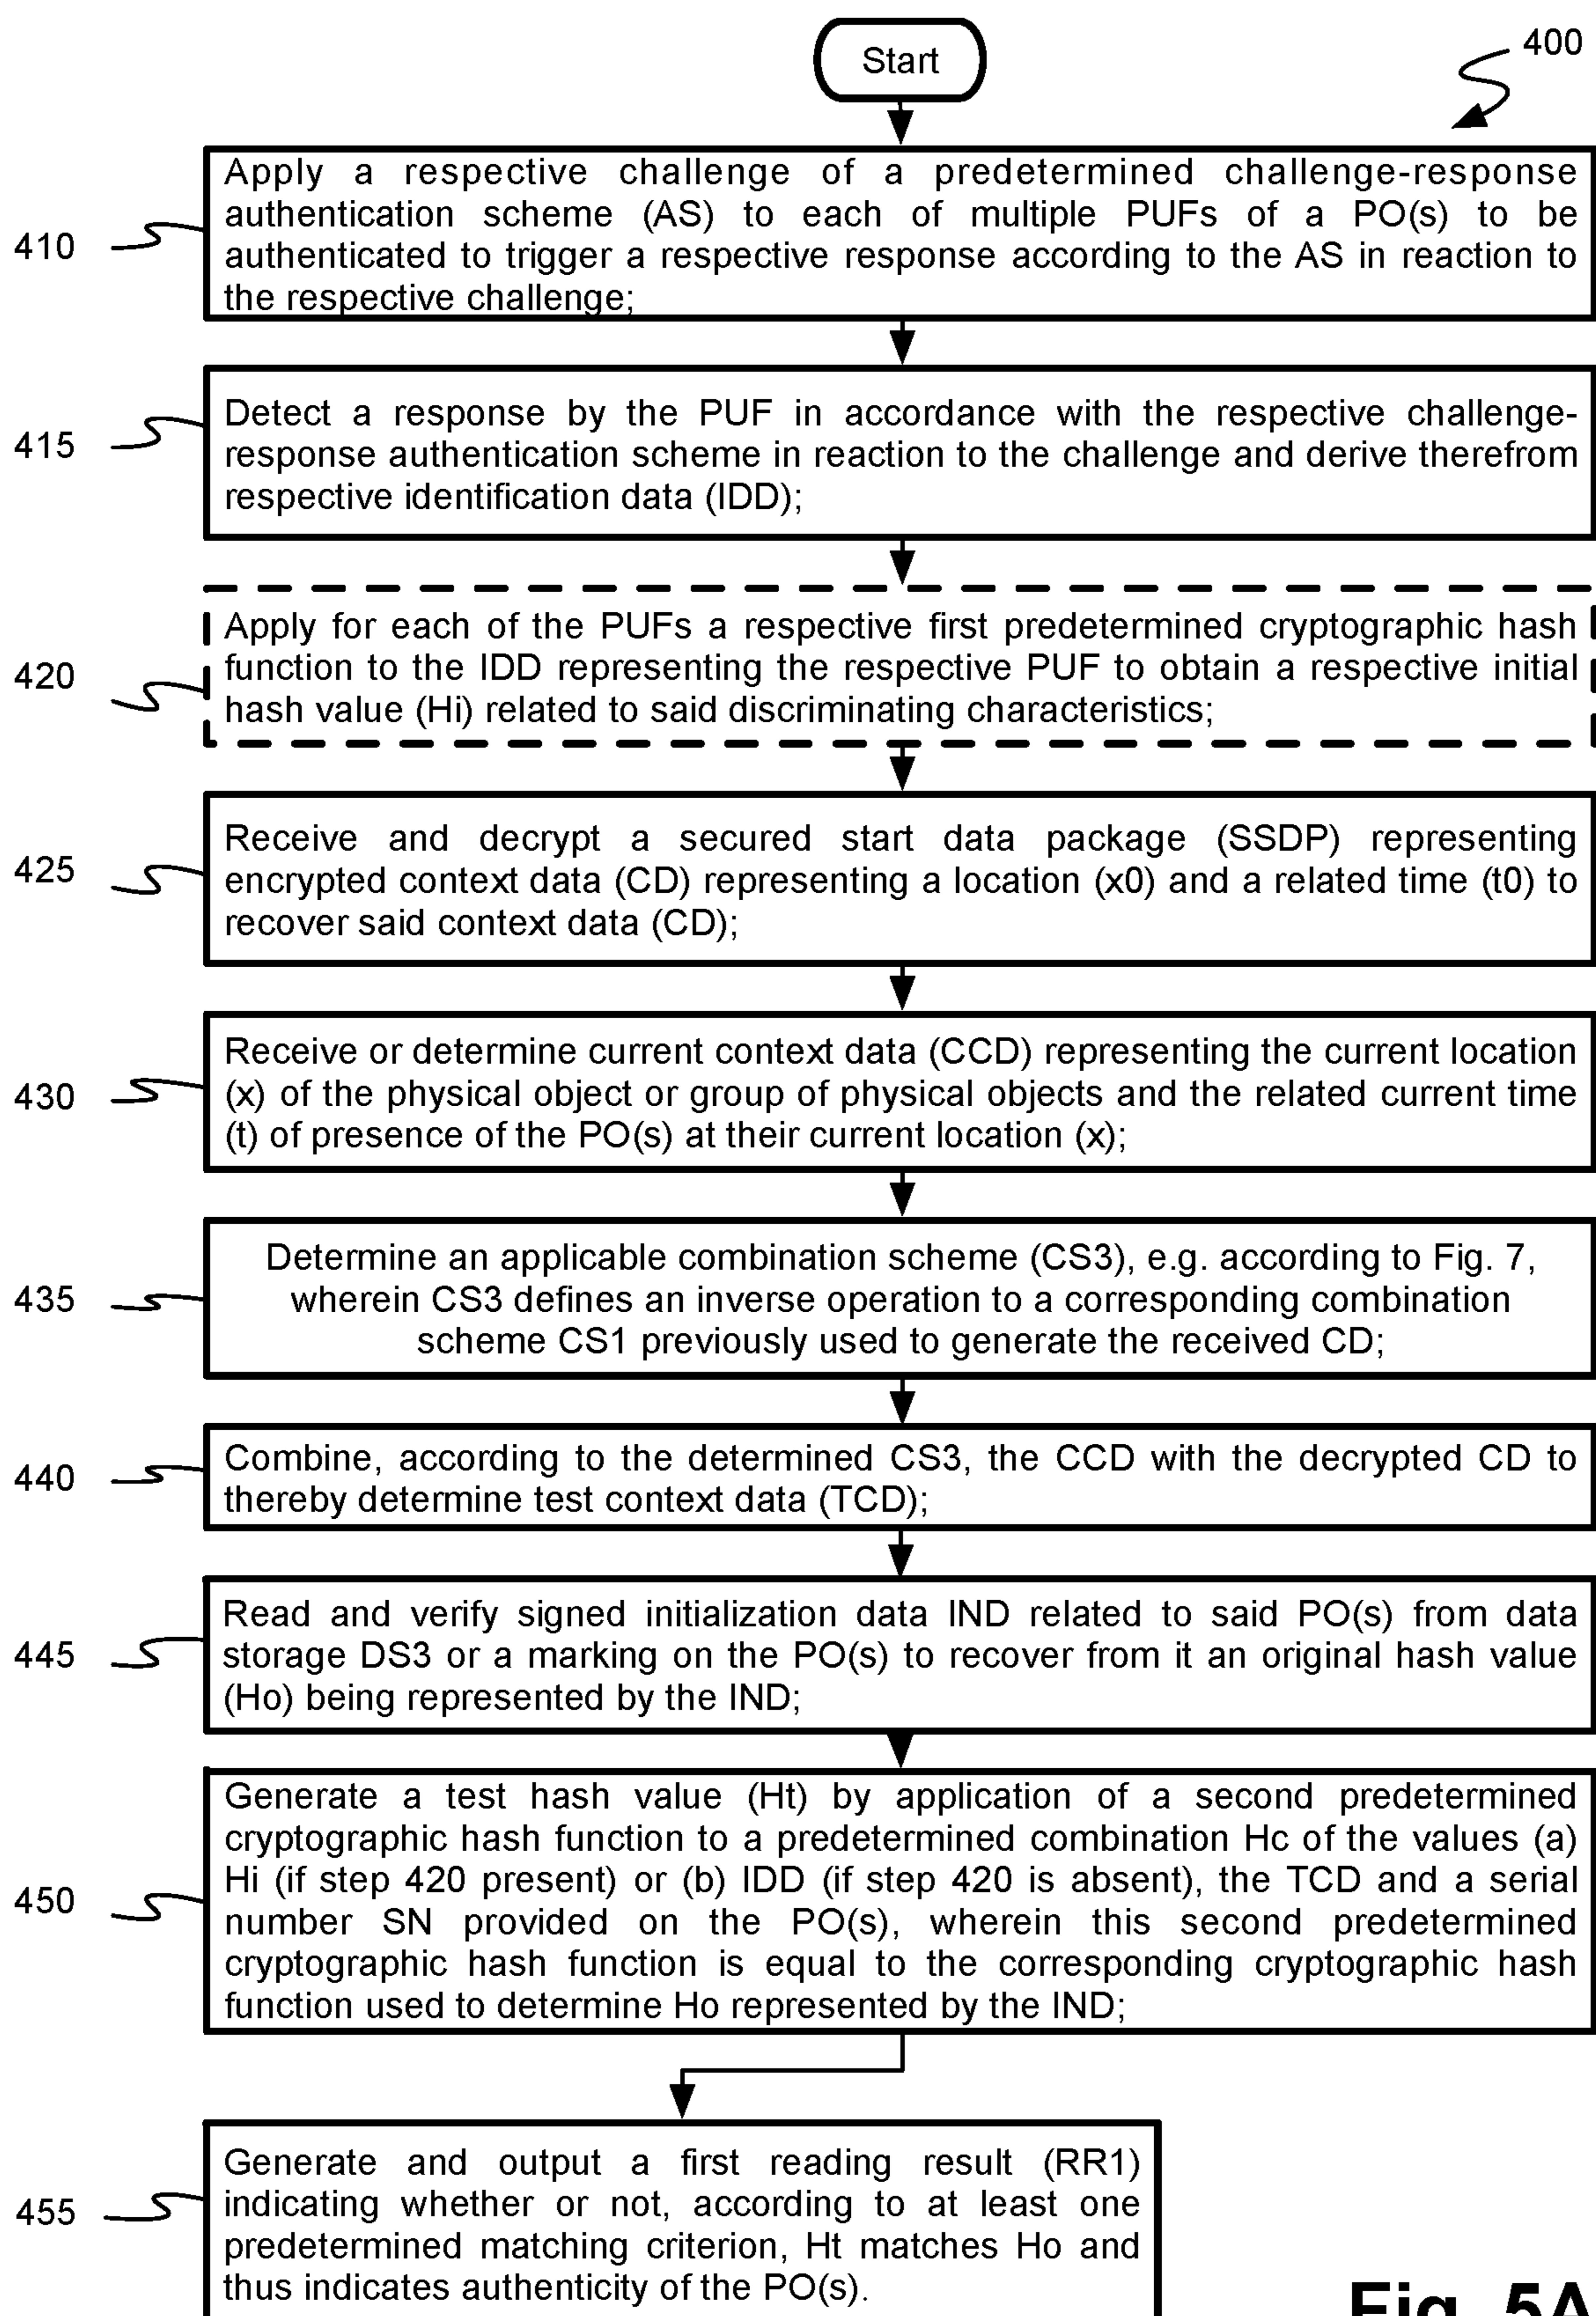 Start
400
410
Apply a respective challenge of a predetermined challenge-response
authentication scheme (AS) to each of multiple PUFs of a PO(s) to be
authenticated to trigger a respective response according to the AS in reaction to
the respective challenge;
415
Detect a response by the PUF in accordance with the respective challenge-
response authentication scheme in reaction to the challenge and derive therefrom
respective identification data (IDD);
420
Apply for each of the PUFs a respective first predetermined cryptographic hash
function to the IDD representing the respective PUF to obtain a respective initial
hash value (Hi) related to said discriminating characteristics;
425
Receive and decrypt a secured start data package (SSDP) representing
encrypted context data (CD) representing a location (x0) and a related time (t0) to
recover said context data (CD);
430
Receive or determine current context data (CCD) representing the current location
(x) of the physical object or group of physical objects and the related current time
(t) of presence of the PO(s) at their current location (x);
435
Determine an applicable combination scheme (CS3), e.g. according to Fig. 7,
wherein CS3 defines an inverse operation to a corresponding combination
scheme CS1 previously used to generate the received CD;
440
Combine, according to the determined CS3, the CCD with the decrypted CD to
thereby determine test context data (TCD);
445
Read and verify signed initialization data IND related to said PO(s) from data
storage DS3 or a marking on the PO(s) to recover from it an original hash value
(Ho) being represented by the IND;
450
Generate a test hash value (Ht) by application of a second predetermined
cryptographic hash function to a predetermined combination Hc of the values (a)
Hi (if step 420 present) or (b) IDD (if step 420 is absent), the TCD and a serial
number SN provided on the PO(s), wherein this second predetermined
cryptographic hash function is equal to the corresponding cryptographic hash
function used to determine Ho represented by the IND;
455
Generate and output a first reading result (RR1)
indicating whether or not, according to at least one
predetermined matching criterion, Ht matches Ho and
thus indicates authenticity of the PO(s).
Fig. 5A